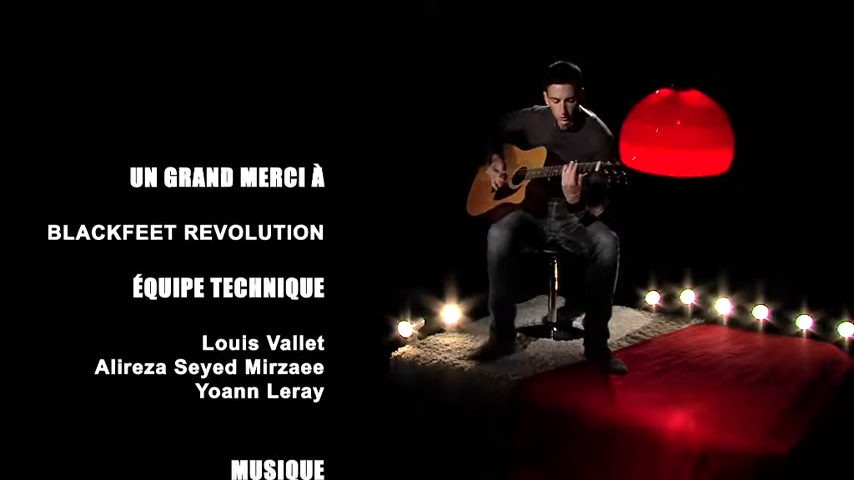 UN GRAND MERCI À
BLACKFEET REVOLUTION
ÉQUIPE TECHNIQUE
Louis Vallet
Alireza Seyed Mirzaee
Yoann Leray
MUSIQUE